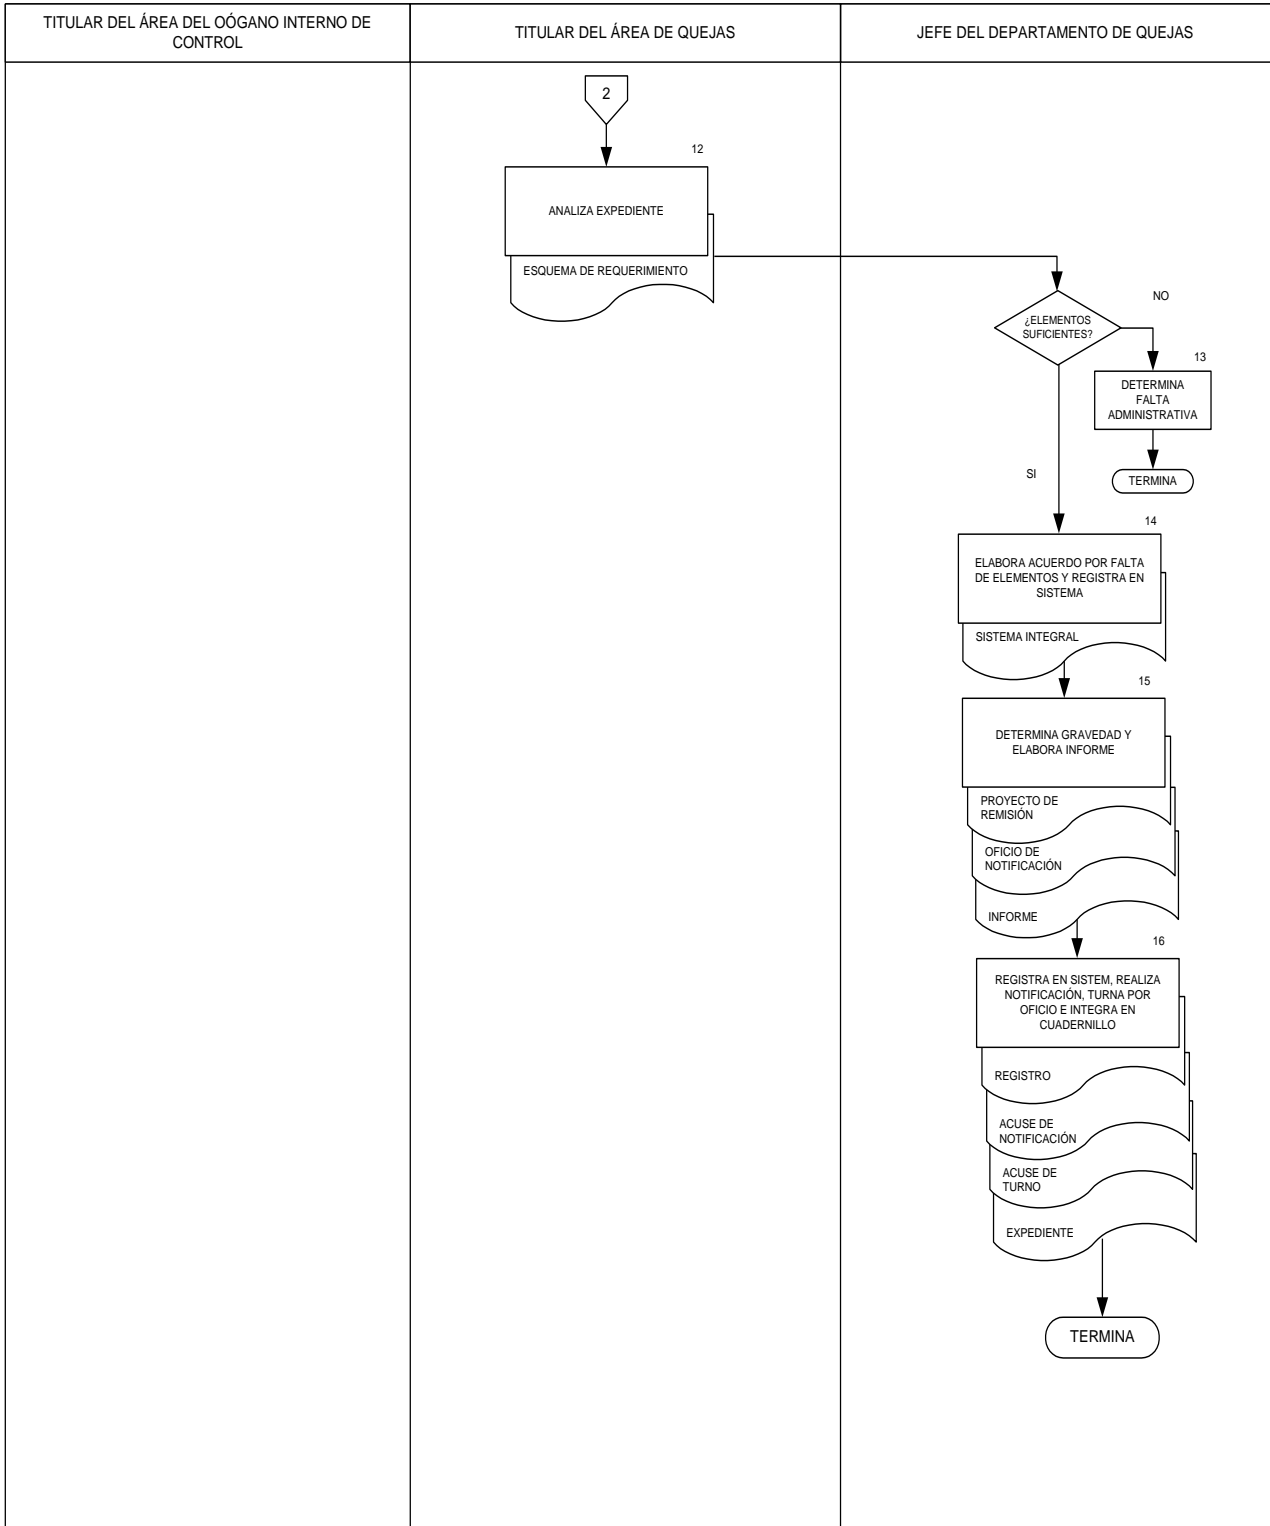 TITULAR DEL ÁREA DEL OÓGANO INTERNO DE
CONTROL
TITULAR DEL ÁREA DE QUEJAS
JEFE DEL DEPARTAMENTO DE QUEJAS
2
12
ANALIZA EXPEDIENTE
ESQUEMA DE REQUERIMIENTO
¿ELEMENTOS
SUFICIENTES?
NO
13
DETERMINA
FALTA
ADMINISTRATIVA
TERMINA
SI
14
ELABORA ACUERDO POR FALTA
DE ELEMENTOS Y REGISTRA EN
SISTEMA
SISTEMA INTEGRAL
15
DETERMINA GRAVEDAD Y
ELABORA INFORME
PROYECTO DE
REMISIÓN
OFICIO DE
NOTIFICACIÓN
INFORME
16
REGISTRA EN SISTEM, REALIZA
NOTIFICACIÓN, TURNA POR
OFICIO E INTEGRA EN
CUADERNILLO
REGISTRO
ACUSE DE
NOTIFICACIÓN
ACUSE DE
TURNO
EXPEDIENTE
TERMINA